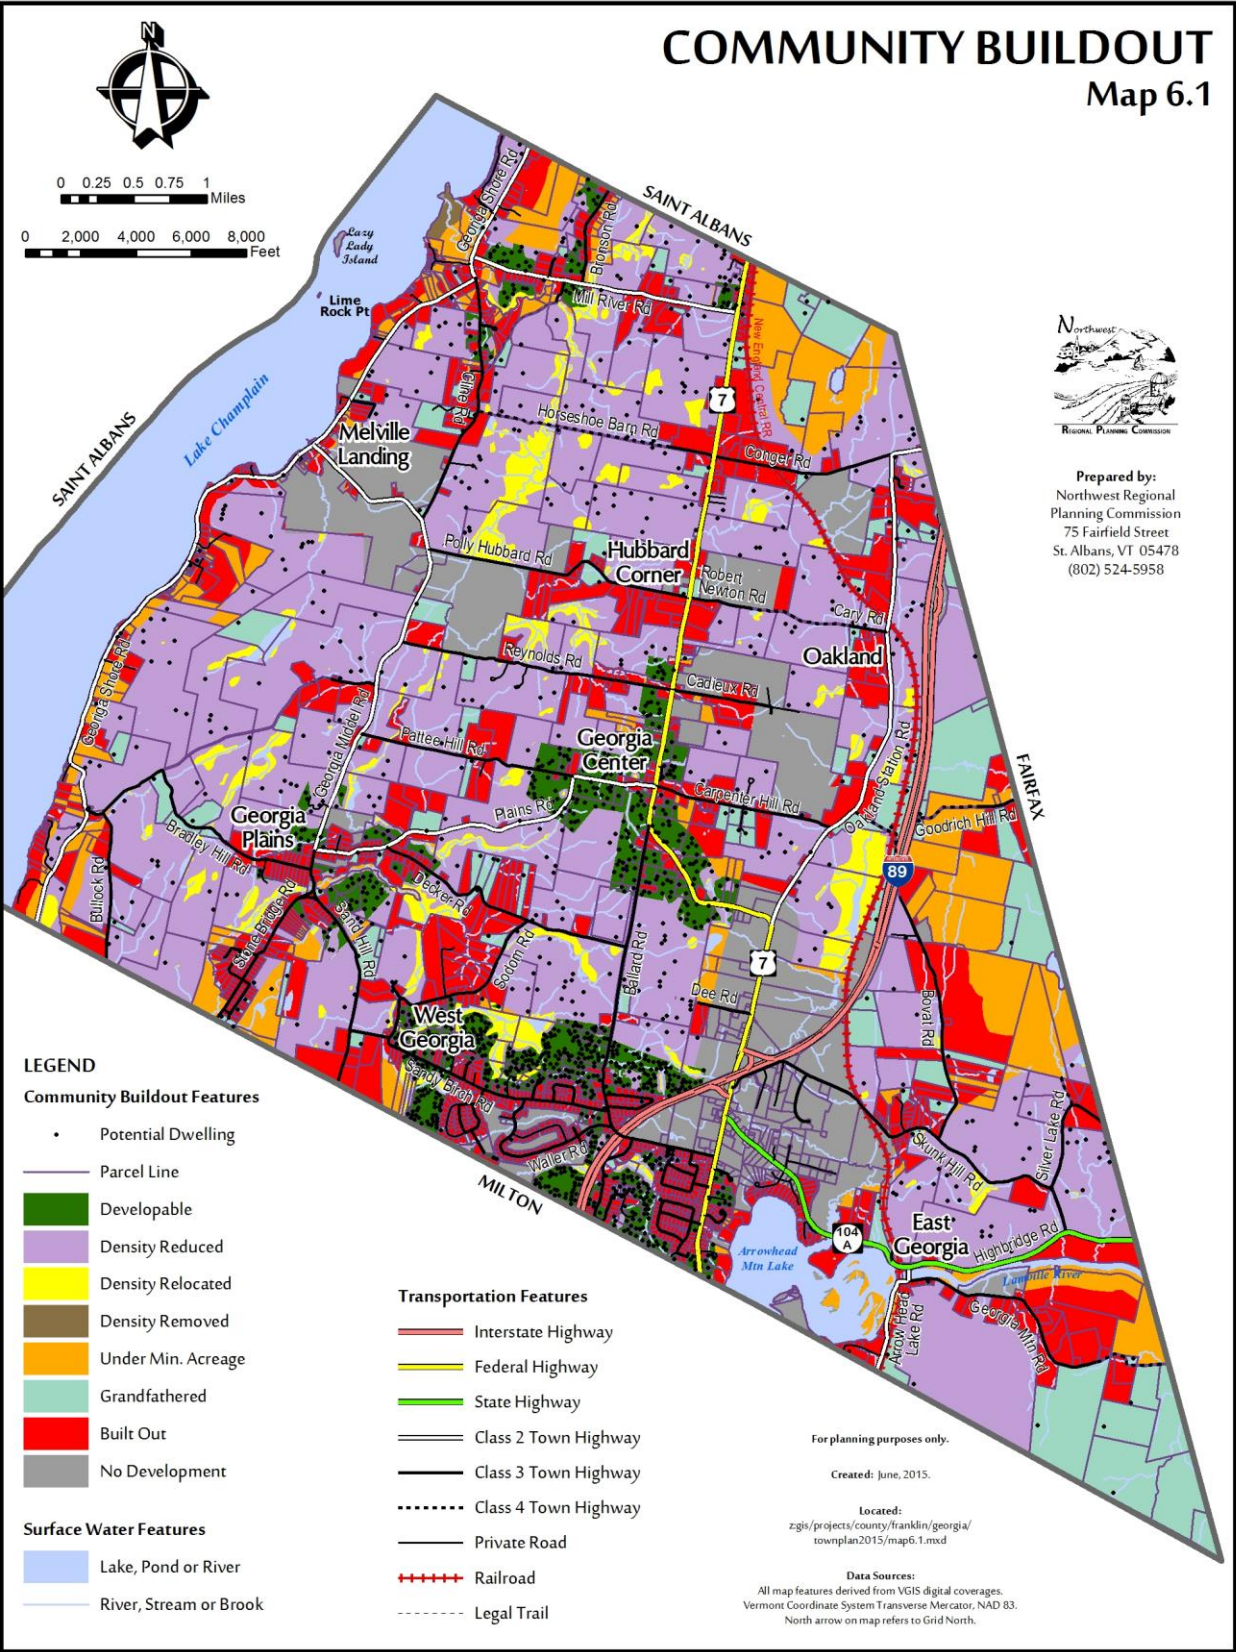 COMMUNITY BUILDOUT
Map 6.1
N
0 0.25 0.5 0.75 1
Miles
0 2,000 4,000 6,000 8,000
Feet
SAINT ALBANS
Georgia Shore Rd
Bronson Rd
Lazy
Lady
Island
Lime
Rock Pt
Mill River Rd
New England Central RR
Northwest
REGIONAL PLANNING COMMISSION
Lake Champlain
SAINT ALBANS
Cline Rd
7
Horseshoe Barn Rd
Conger Rd
Melville
Landing
Prepared by:
Northwest Regional
Planning Commission
75 Fairfield Street
St. Albans, VT 05478
(802) 524-5958
Polly Hubbard Rd
Hubbard
Corner
Robert
Newton Rd
Cary Rd
Oakland
Reynolds Rd
Cadieux Rd
Georgia Shore Rd
Georgia Middle Rd
Pattee Hill Rd
Georgia
Center
Oakland Station Rd
FAIRFAX
Carpenter Hill Rd
Plains Rd
Goodrich Hill Rd
Georgia
Plains
Bradley Hill Rd
89
Bullock Rd
Stone Bridge Rd
Decker Rd
Sand Hill Rd
Sodom Rd
Ballard Rd
7
Dee Rd
Bovat Rd
West
Georgia
Sandy Birch Rd
Waller Rd
MILTON
Skunk Hill Rd
Silver Lake Rd
East
Georgia
Highbridge Rd
104
A
Arrowhead
Mtn Lake
Lamoille River
Arrow Head
Lake Rd
Georgia Mtn Rd
LEGEND
Community Buildout Features
Potential Dwelling
Parcel Line
Developable
Density Reduced
Density Relocated
Density Removed
Under Min. Acreage
Grandfathered
Built Out
No Development
Surface Water Features
Lake, Pond or River
River, Stream or Brook
Transportation Features
Interstate Highway
Federal Highway
State Highway
Class 2 Town Highway
Class 3 Town Highway
Class 4 Town Highway
Private Road
Railroad
Legal Trail
For planning purposes only.
Created: June, 2015.
Located:
z:gis/projects/county/franklin/georgia/
townplan2015/map6.1.mxd
Data Sources:
All map features derived from VGIS digital coverages.
Vermont Coordinate System Transverse Mercator, NAD 83.
North arrow on map refers to Grid North.